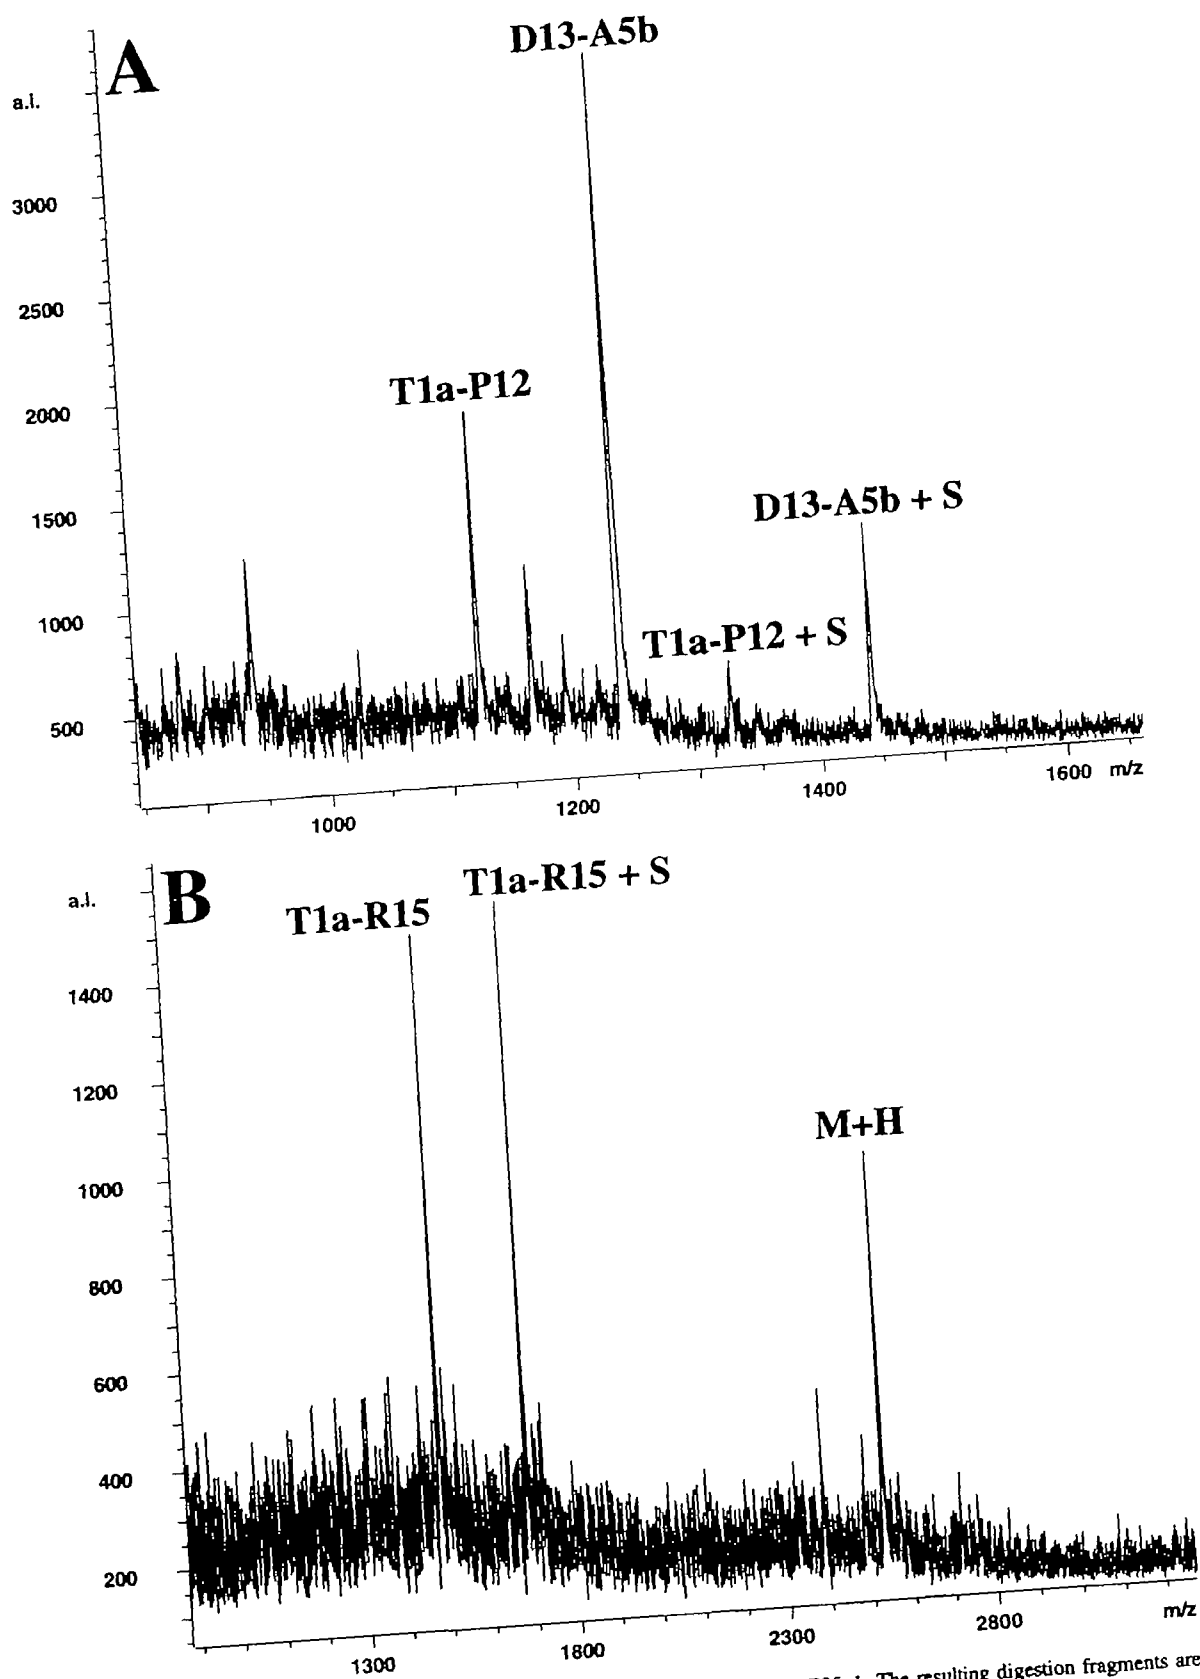 A
D13-A5b
a.i.
3000
T1a-P12
2500
2000
D13-A5b + S
1500
T1a-P12 + S
1000
500
1000 1200 1400 1600 m/z
B
T1a-R15 + S
a.i.
T1a-R15
1400
1200
M+H
1000
800
600
400
200
1300 1800 2300 2800 m/z
The resulting digestion fragments are